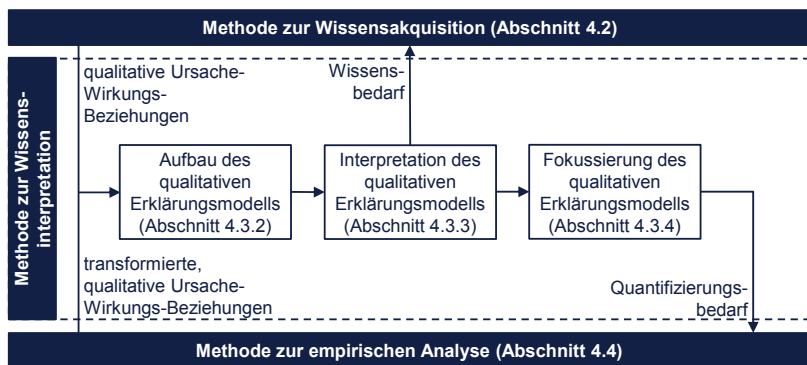 Methode zur Wissensakquisition (Abschnitt 4.2)
Methode zur Wissens-
interpretation
qualitative Ursache-
Wirkungs-
Beziehungen
Wissens-
bedarf
Aufbau des
qualitativen
Erklärungsmodells
(Abschnitt 4.3.2)
Interpretation des
qualitativen
Erklärungsmodells
(Abschnitt 4.3.3)
Fokussierung des
qualitativen
Erklärungsmodells
(Abschnitt 4.3.4)
transformierte,
qualitative Ursache-
Wirkungs-Beziehungen
Quantifizierungs-
bedarf
Methode zur empirischen Analyse (Abschnitt 4.4)